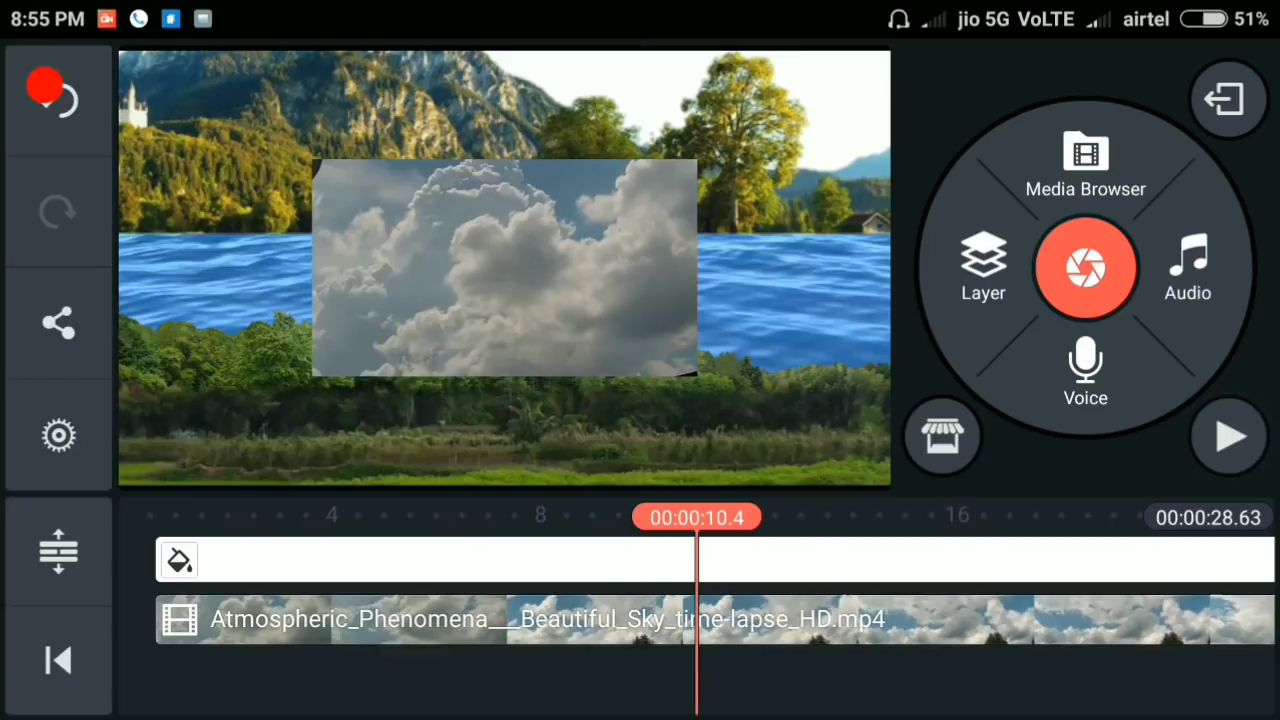 8:55 PM jio 5G VoLTE airtel 51%
Media Browser
Layer
Audio
Voice
4 8 00:00:10.4 16 00:00:28.63
Atmospheric_Phenomena___Beautiful_Sky_time-lapse_HD.mp4